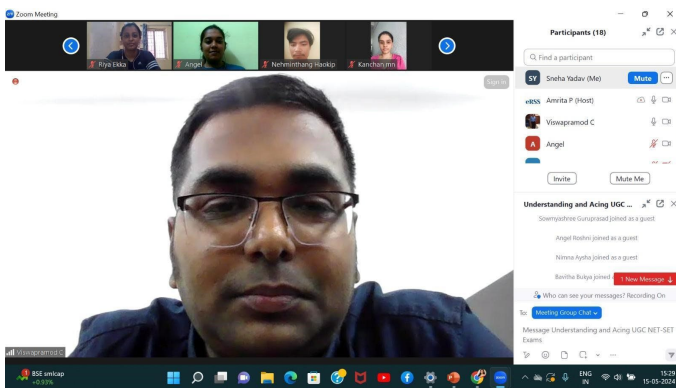 Zoom Meeting
Riya Ekka
Angel
Nehminthang Haokip
Kanchan mn
Sign in
Viswapramod C
Participants (18)
Find a participant
SY
Sneha Yadav (Me)
Mute
eRSS
Amrita P (Host)
Viswapramod C
A
Angel
Invite
Mute Me
Understanding and Acing UGC ...
Sowmyashree Guruprasad joined as a guest
Angel Roshni joined as a guest
Nimna Aysha joined as a guest
Bavitha Bukya joined
1 New Message
Who can see your messages? Recording On
To:
Meeting Group Chat
Message Understanding and Acing UGC NET-SET
Exams
BSE smlcap
+0.93%
ENG
IN
15:29
15-05-2024